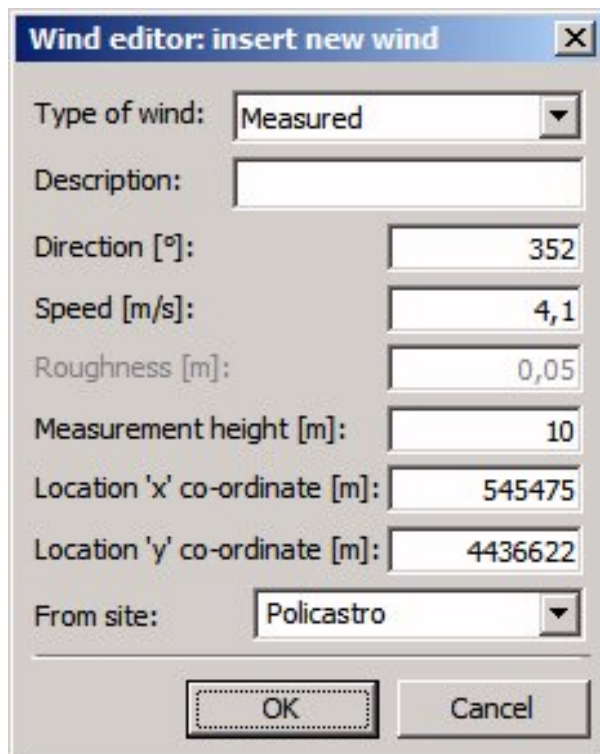 Wind editor: insert new wind
Type of wind: Measured
Description:
Direction [°]: 352
Speed [m/s]: 4,1
Roughness [m]: 0,05
Measurement height [m]: 10
Location 'x' co-ordinate [m]: 545475
Location 'y' co-ordinate [m]: 4436622
From site: Policastro
OK Cancel